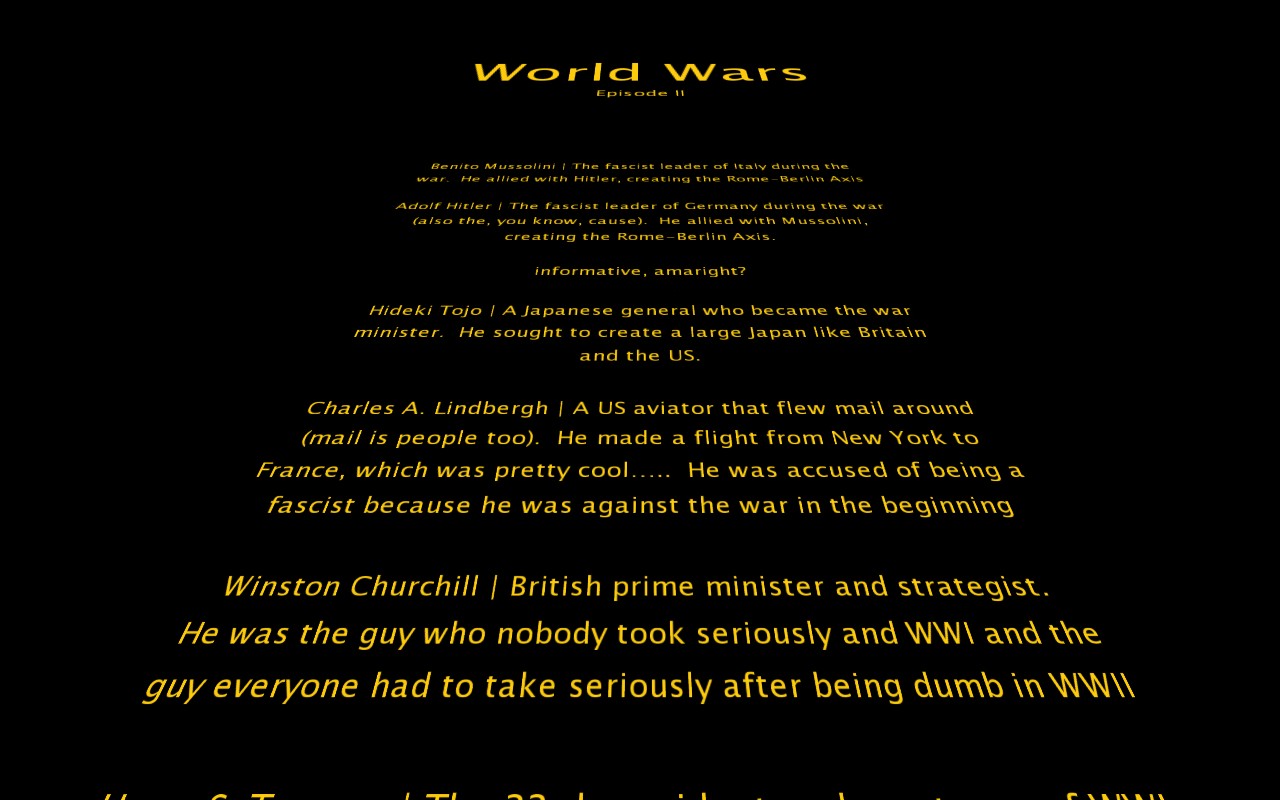 World Wars
Episode II
Benito Mussolini | The fascist leader of Italy during the
war.  He allied with Hitler, creating the Rome-Berlin Axis
Adolf Hitler | The fascist leader of Germany during the war
(also the, you know, cause).  He allied with Mussolini,
creating the Rome-Berlin Axis.
informative, amaright?
Hideki Tojo | A Japanese general who became the war
minister.  He sought to create a large Japan like Britain
and the US.
Charles A. Lindbergh | A US aviator that flew mail around
(mail is people too).  He made a flight from New York to
France, which was pretty cool.....  He was accused of being a
fascist because he was against the war in the beginning
Winston Churchill | British prime minister and strategist.
He was the guy who nobody took seriously and WWI and the
guy everyone had to take seriously after being dumb in WWII